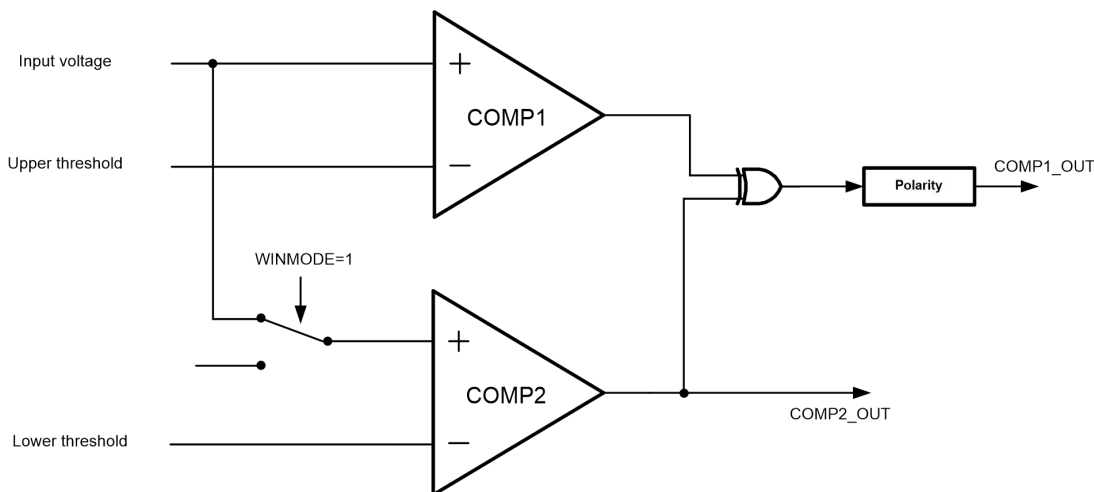 Input voltage
+
COMP1
Upper threshold
−
COMP1_OUT
Polarity
WINMODE=1
+
COMP2
COMP2_OUT
Lower threshold
−